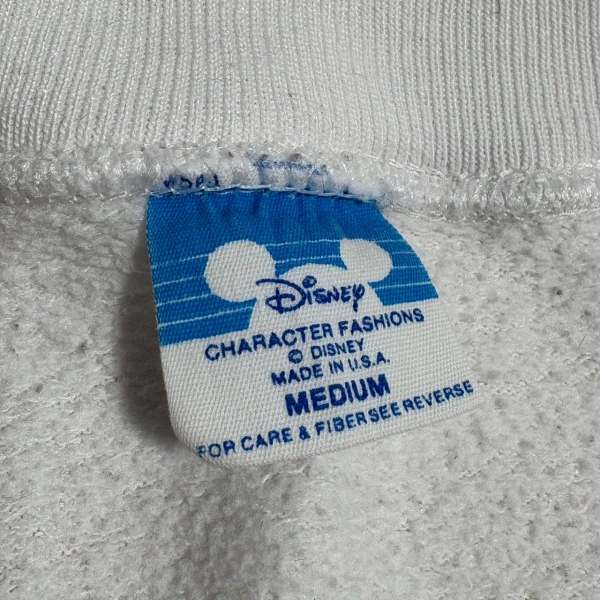 Disney
CHARACTER FASHIONS
© DISNEY
MADE IN U.S.A.
MEDIUM
FOR CARE & FIBER SEE REVERSE